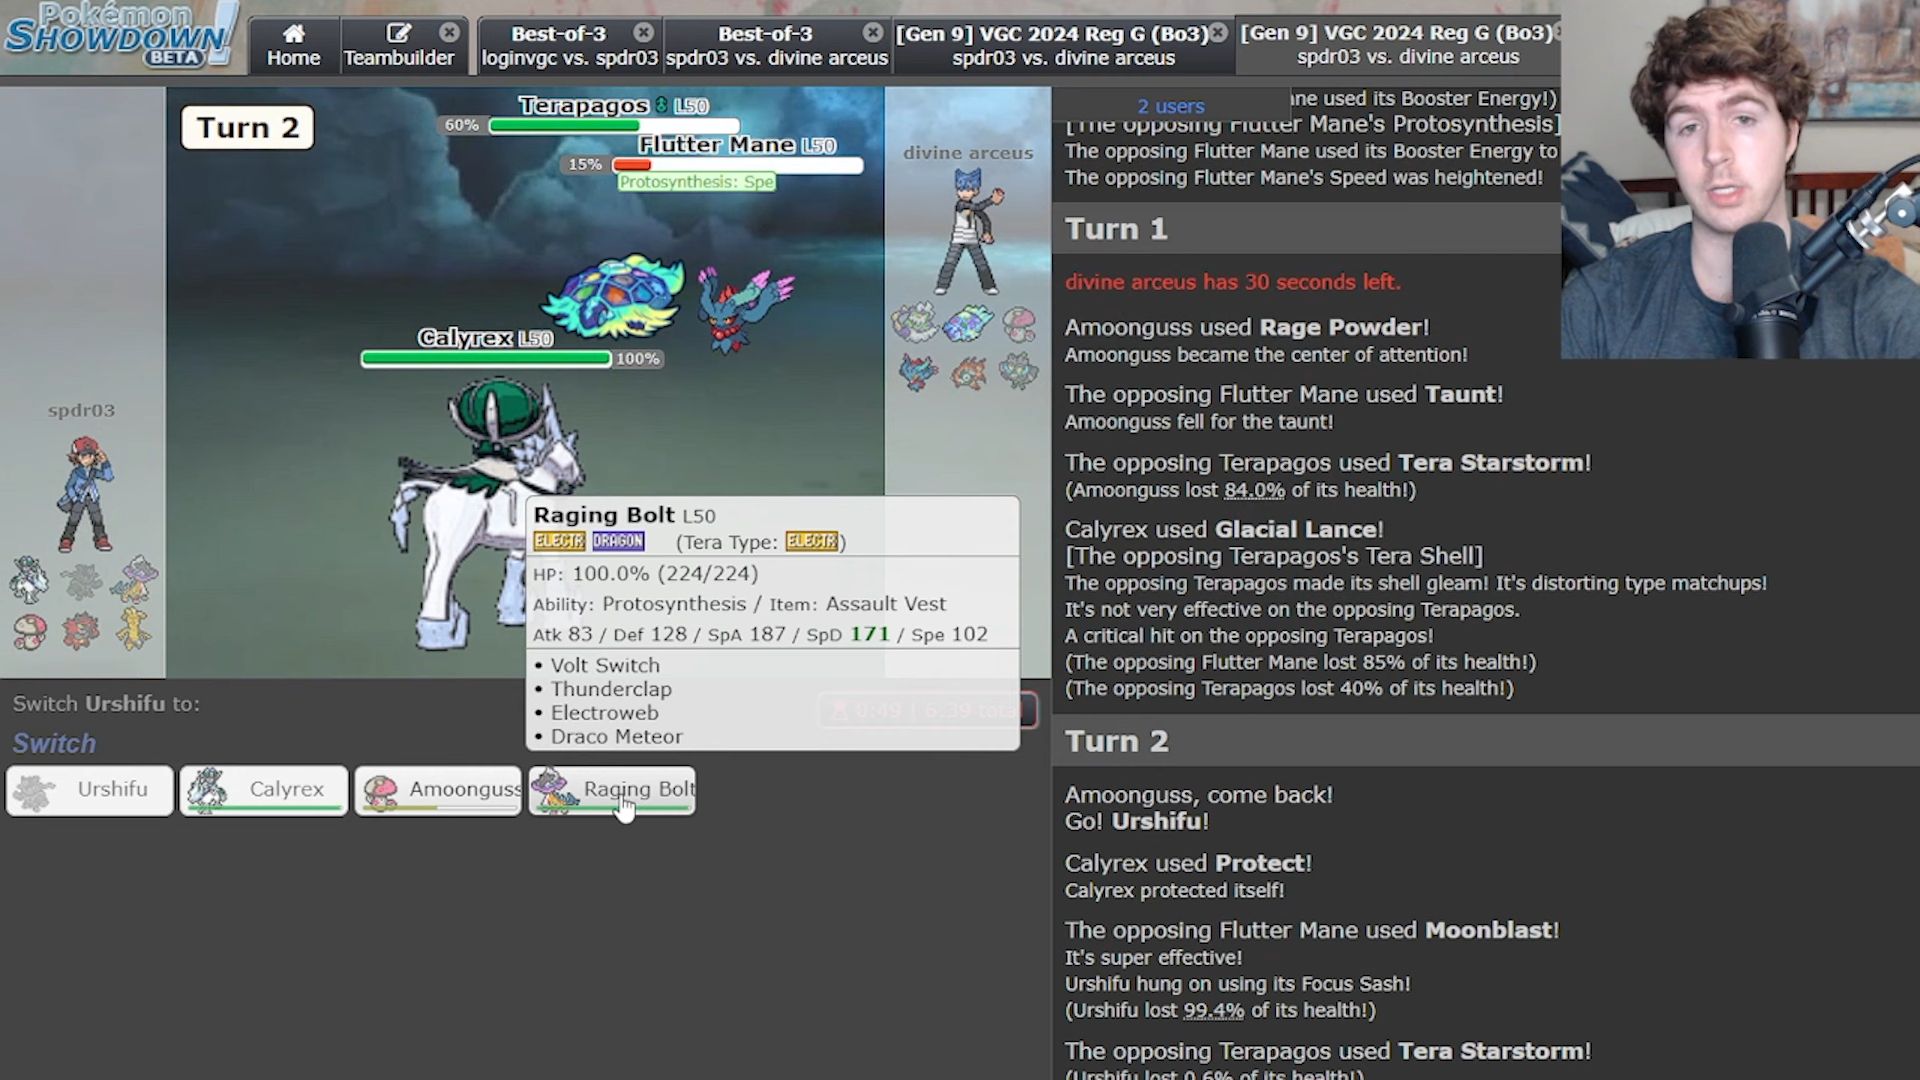 Pokémon
SHOWDOWN!
BETA
Home
Teambuilder
Best-of-3
loginvgc vs. spdr03
Best-of-3
spdr03 vs. divine arceus
[Gen 9] VGC 2024 Reg G (Bo3)
spdr03 vs. divine arceus
[Gen 9] VGC 2024 Reg G (Bo3)
spdr03 vs. divine arceus
Turn 2
Terapagos L50
60%
Flutter Mane L50
15%
Protosynthesis: Spe
Calyrex L50
100%
divine arceus
spdr03
Raging Bolt L50
ELECTR DRAGON (Tera Type: ELECTR)
HP: 100.0% (224/224)
Ability: Protosynthesis / Item: Assault Vest
Atk 83 / Def 128 / SpA 187 / SpD 171 / Spe 102
• Volt Switch
• Thunderclap
• Electroweb
• Draco Meteor
Switch Urshifu to:
Switch
Urshifu
Calyrex
Amoonguss
Raging Bolt
2 users
ne used its Booster Energy!)
[The opposing Flutter Mane's Protosynthesis]
The opposing Flutter Mane used its Booster Energy to
The opposing Flutter Mane's Speed was heightened!
Turn 1
divine arceus has 30 seconds left.
Amoonguss used Rage Powder!
Amoonguss became the center of attention!
The opposing Flutter Mane used Taunt!
Amoonguss fell for the taunt!
The opposing Terapagos used Tera Starstorm!
(Amoonguss lost 84.0% of its health!)
Calyrex used Glacial Lance!
[The opposing Terapagos's Tera Shell]
The opposing Terapagos made its shell gleam! It's distorting type matchups!
It's not very effective on the opposing Terapagos.
A critical hit on the opposing Terapagos!
(The opposing Flutter Mane lost 85% of its health!)
(The opposing Terapagos lost 40% of its health!)
Turn 2
Amoonguss, come back!
Go! Urshifu!
Calyrex used Protect!
Calyrex protected itself!
The opposing Flutter Mane used Moonblast!
It's super effective!
Urshifu hung on using its Focus Sash!
(Urshifu lost 99.4% of its health!)
The opposing Terapagos used Tera Starstorm!
(Urshifu lost 0.6% of its health!)